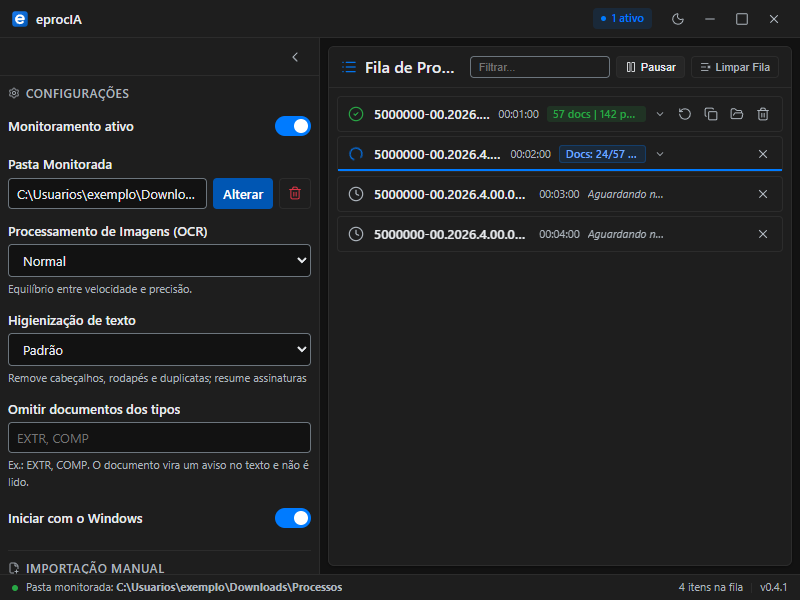 eprocIA
1 ativo
CONFIGURAÇÕES
Monitoramento ativo
Pasta Monitorada
C:\Usuarios\exemplo\Downlo...
Alterar
Processamento de Imagens (OCR)
Normal
Equilíbrio entre velocidade e precisão.
Higienização de texto
Padrão
Remove cabeçalhos, rodapés e duplicatas; resume assinaturas
Omitir documentos dos tipos
EXTR, COMP
Ex.: EXTR, COMP. O documento vira um aviso no texto e não é
lido.
Iniciar com o Windows
IMPORTAÇÃO MANUAL
Fila de Pro...
Filtrar...
Pausar
Limpar Fila
5000000-00.2026.... 00:01:00 57 docs | 142 p...
5000000-00.2026.4.... 00:02:00 Docs: 24/57 ...
5000000-00.2026.4.00.0... 00:03:00 Aguardando n...
5000000-00.2026.4.00.0... 00:04:00 Aguardando n...
Pasta monitorada: C:\Usuarios\exemplo\Downloads\Processos
4 itens na fila
v0.4.1